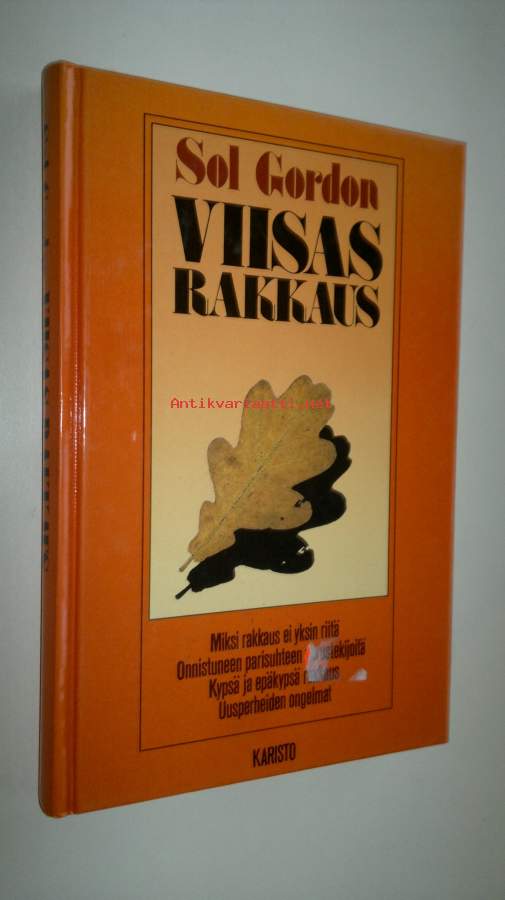 Sol Gordon
VIISAS
RAKKAUS
Antikvariaatti.net
Miksi rakkaus ei yksin riitä
Onnistuneen parisuhteen
Kypsä ja epäkypsä
Uusperheiden ongelmat
KARISTO